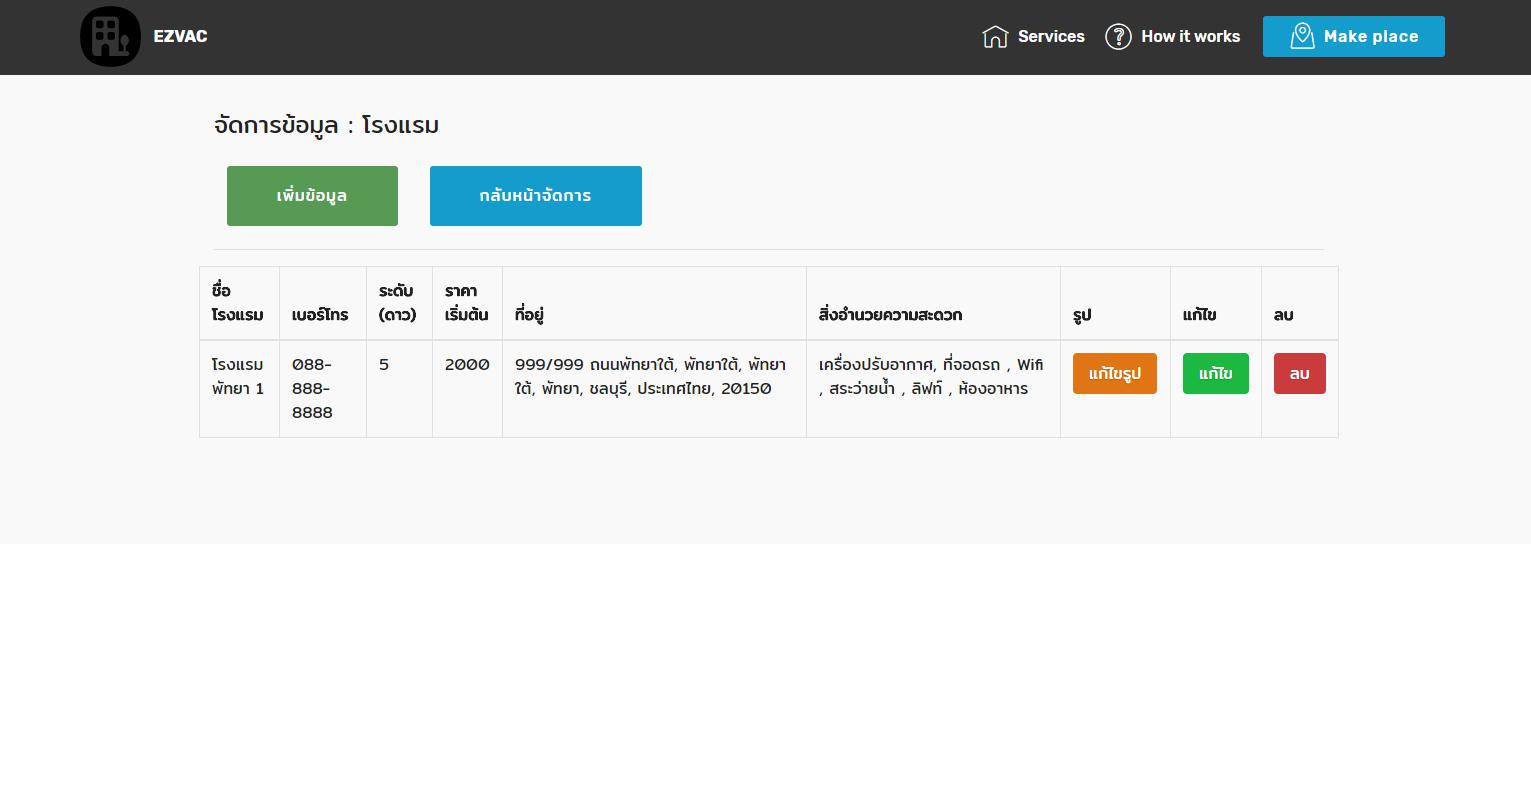 EZVAC
Services
How it works
Make place
จัดการข้อมูล : โรงแรม
เพิ่มข้อมูล
กลับหน้าจัดการ
ชื่อ
โรงแรม
เบอร์โทร
ระดับ
(ดาว)
ราคา
เริ่มต้น
ที่อยู่
สิ่งอำนวยความสะดวก
รูป
แก้ไข
ลบ
โรงแรม
พัทยา 1
088-
888-
8888
5
2000
999/999 ถนนพัทยาใต้, พัทยาใต้, พัทยา
ใต้, พัทยา, ชลบุรี, ประเทศไทย, 20150
เครื่องปรับอากาศ, ที่จอดรถ , Wifi
, สระว่ายน้ำ , ลิฟท์ , ห้องอาหาร
แก้ไขรูป
แก้ไข
ลบ